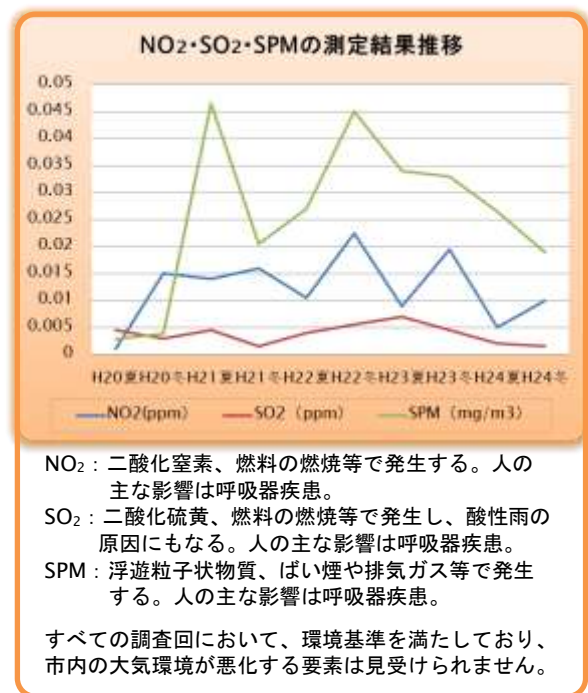 NO₂・SO₂・SPMの測定結果推移
0.05
0.045
0.04
0.035
0.03
0.025
0.02
0.015
0.01
0.005
0
H20夏H20冬H21夏H21冬H22夏H22冬H23夏H23冬H24夏H24冬
NO2(ppm) SO2（ppm） SPM（mg/m3）
NO₂：二酸化窒素、燃料の燃焼等で発生する。人の
主な影響は呼吸器疾患。
SO₂：二酸化硫黄、燃料の燃焼等で発生し、酸性雨の
原因にもなる。人の主な影響は呼吸器疾患。
SPM：浮遊粒子状物質、ばい煙や排気ガス等で発生
する。人の主な影響は呼吸器疾患。
すべての調査回において、環境基準を満たしており、
市内の大気環境が悪化する要素は見受けられません。